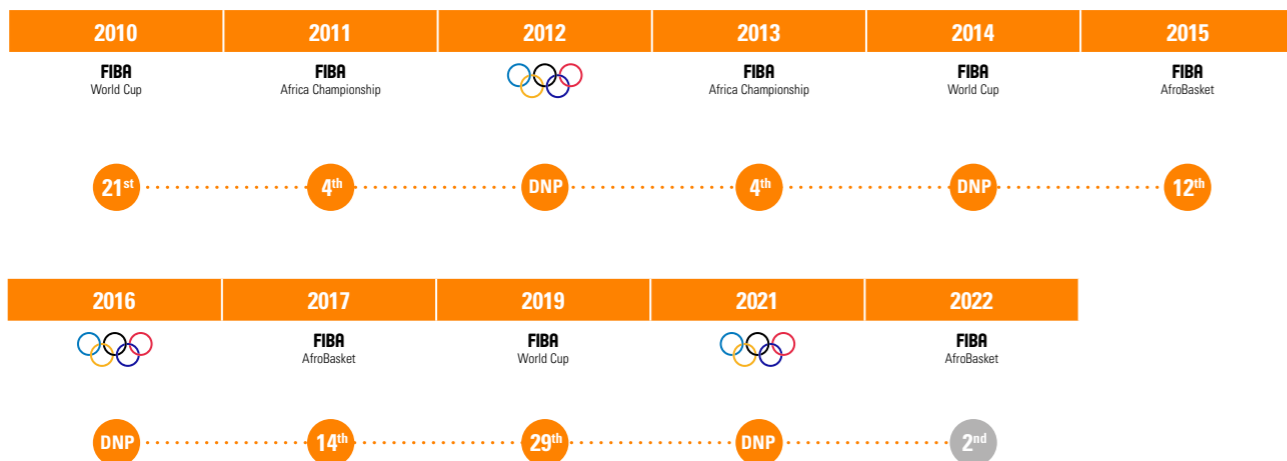 2010 2011 2012 2013 2014 2015
FIBA FIBA FIBA FIBA FIBA
World Cup Africa Championship Africa Championship World Cup AfroBasket
21st 4th DNP 4th DNP 12th
2016 2017 2019 2021 2022
FIBA FIBA FIBA
AfroBasket World Cup AfroBasket
DNP 14th 29th DNP 2nd